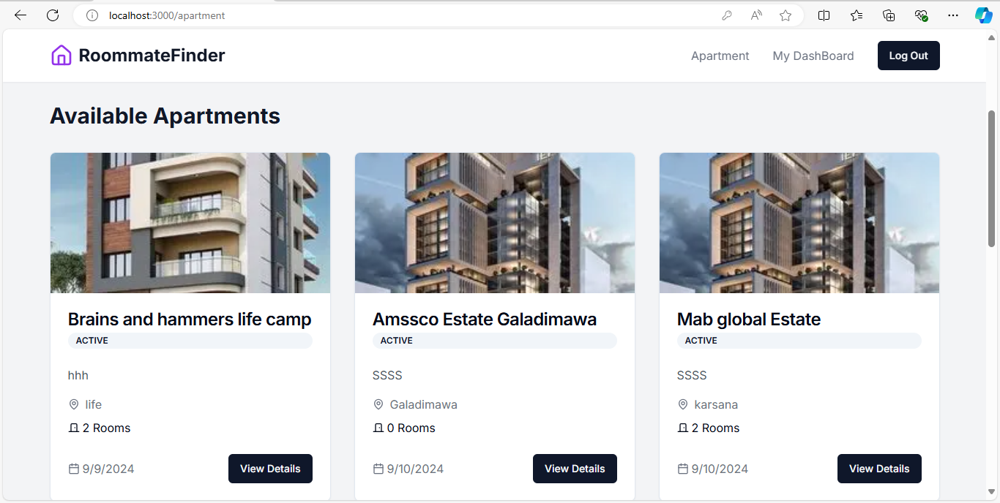 localhost:3000/apartment
RoommateFinder
Apartment
My DashBoard
Log Out
Available Apartments
Brains and hammers life camp
ACTIVE
hhh
life
2 Rooms
9/9/2024
View Details
Amssco Estate Galadimawa
ACTIVE
SSSS
Galadimawa
0 Rooms
9/10/2024
View Details
Mab global Estate
ACTIVE
SSSS
karsana
2 Rooms
9/10/2024
View Details